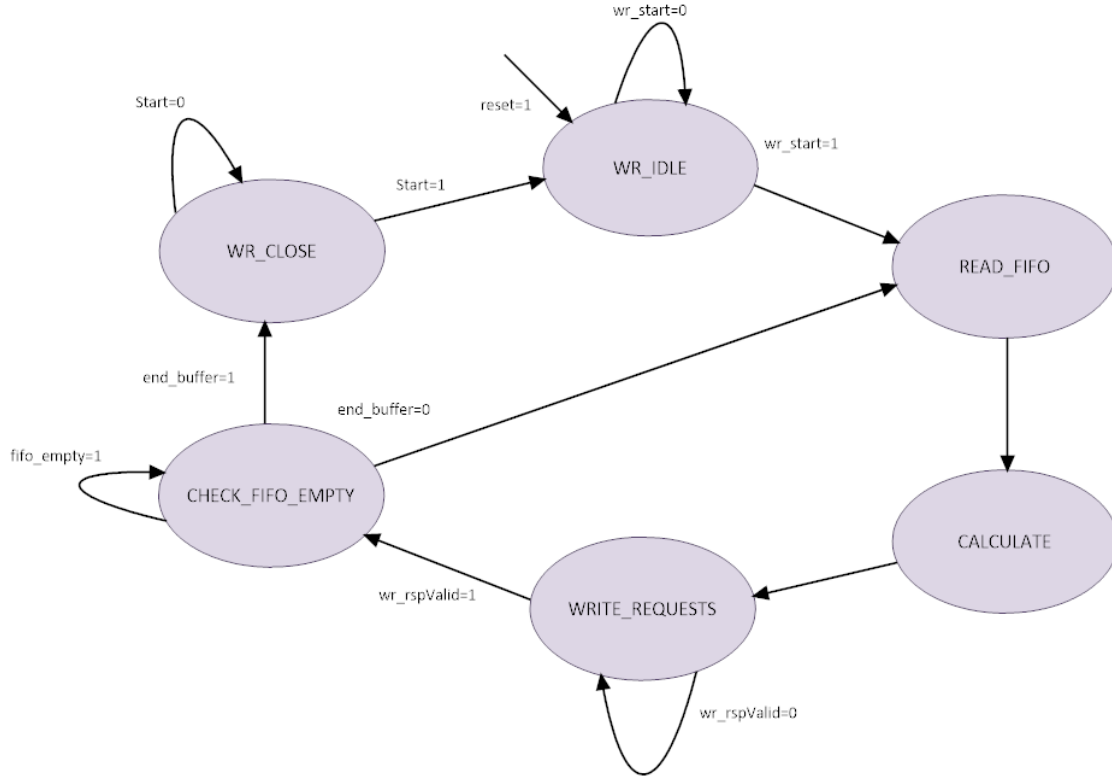 wr_start=0
Start=0
reset=1
wr_start=1
WR_IDLE
Start=1
WR_CLOSE
READ_FIFO
end_buffer=1
end_buffer=0
fifo_empty=1
CHECK_FIFO_EMPTY
CALCULATE
wr_rspValid=1
WRITE_REQUESTS
wr_rspValid=0